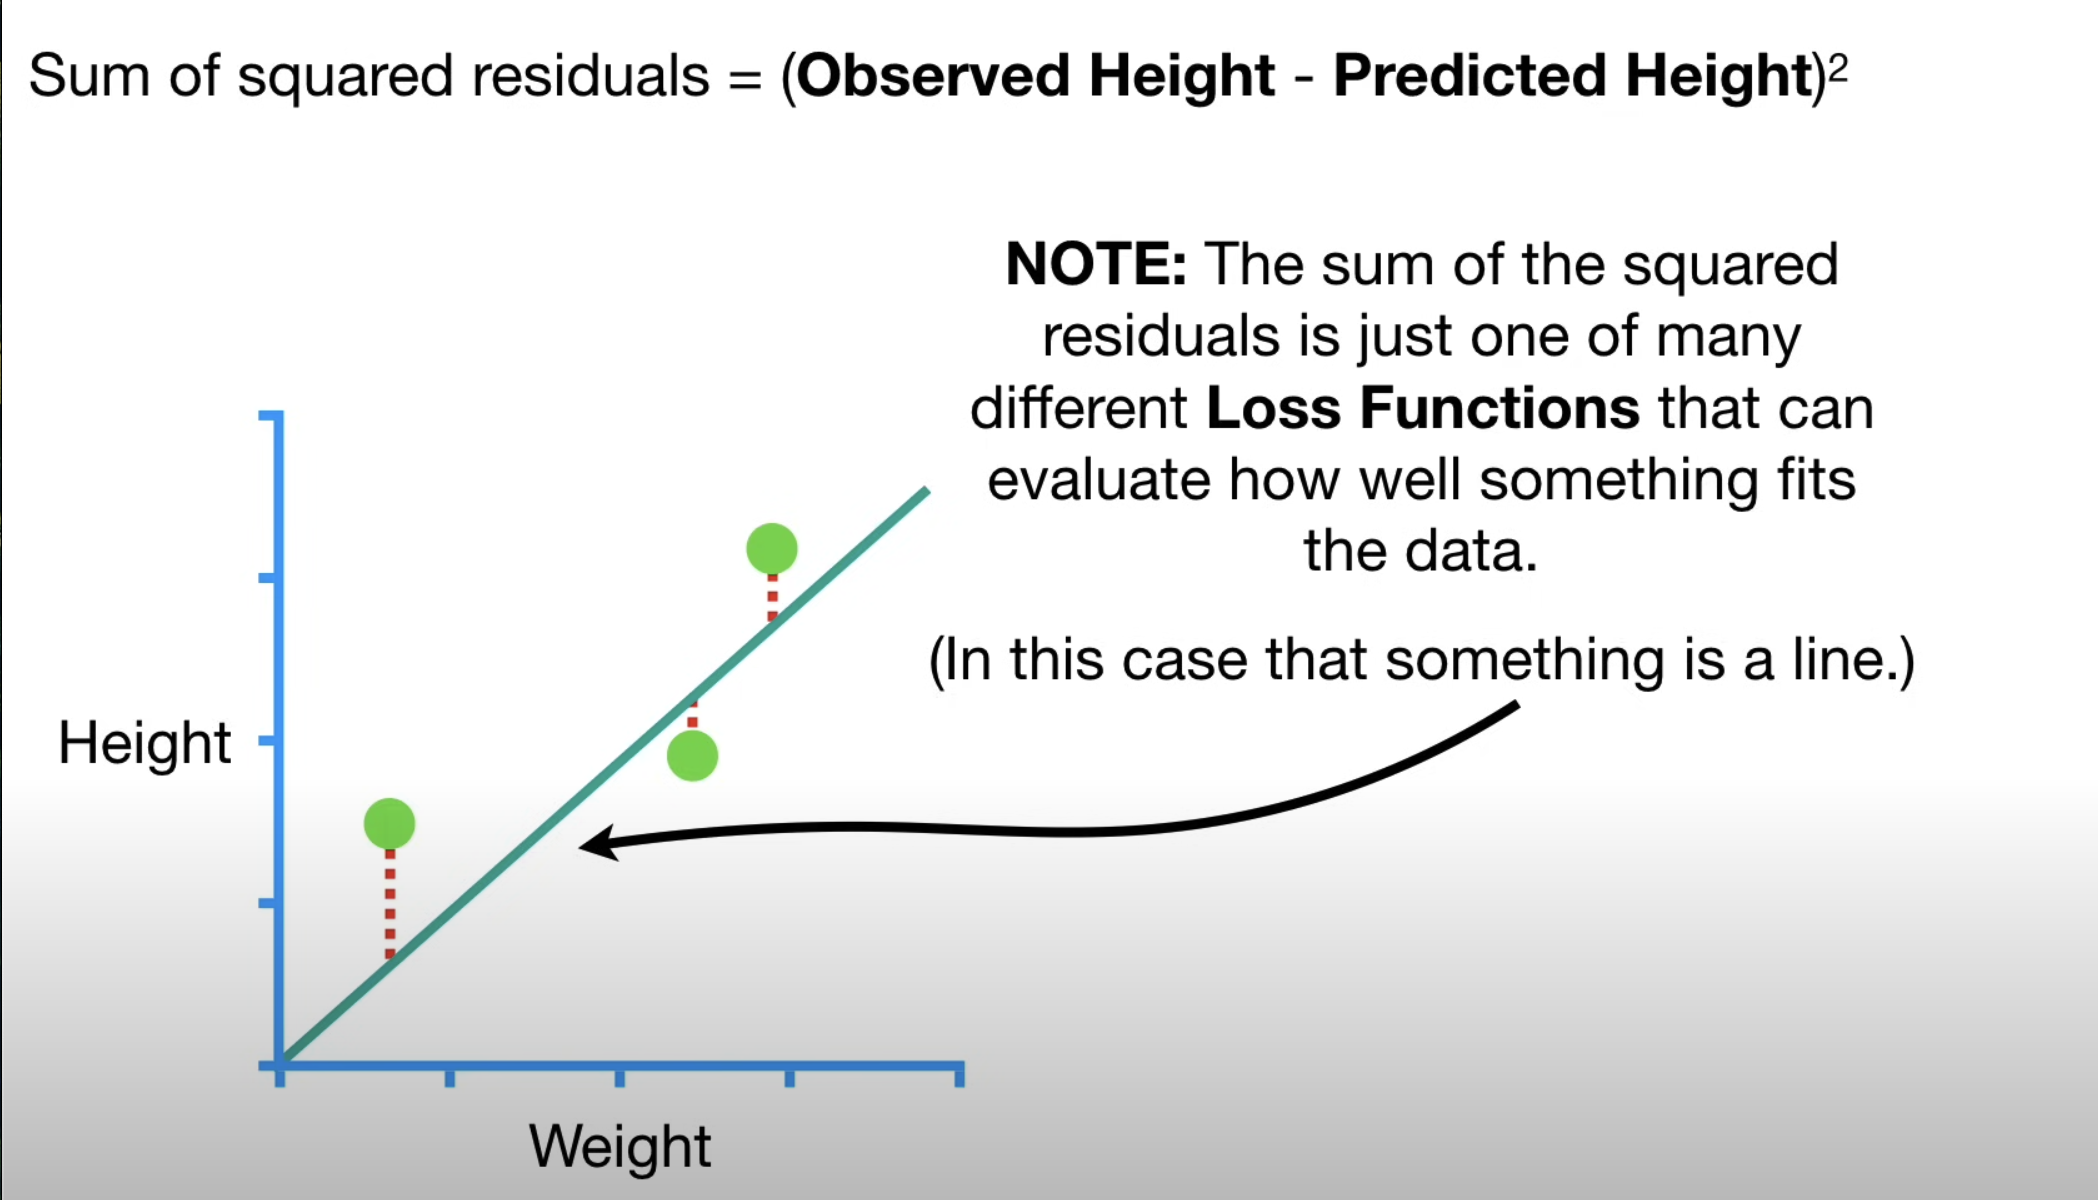 Sum of squared residuals = (Observed Height - Predicted Height)²
NOTE: The sum of the squared
residuals is just one of many
different Loss Functions that can
evaluate how well something fits
the data.
(In this case that something is a line.)
Height
Weight